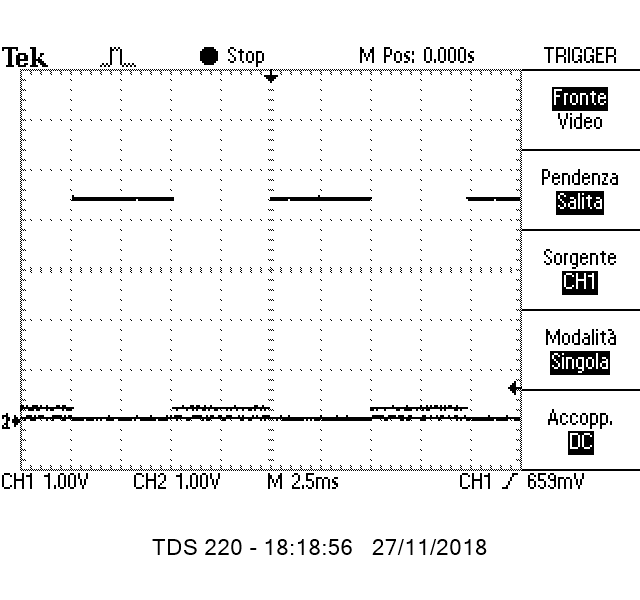 Tek Stop M Pos: 0.000s TRIGGER
Fronte
Video
Pendenza
Salita
Sorgente
CH1
Modalità
Singola
2
Accopp.
DC
CH1 1.00V CH2 1.00V M 2.5ms CH1 659mV
TDS 220 - 18:18:56 27/11/2018